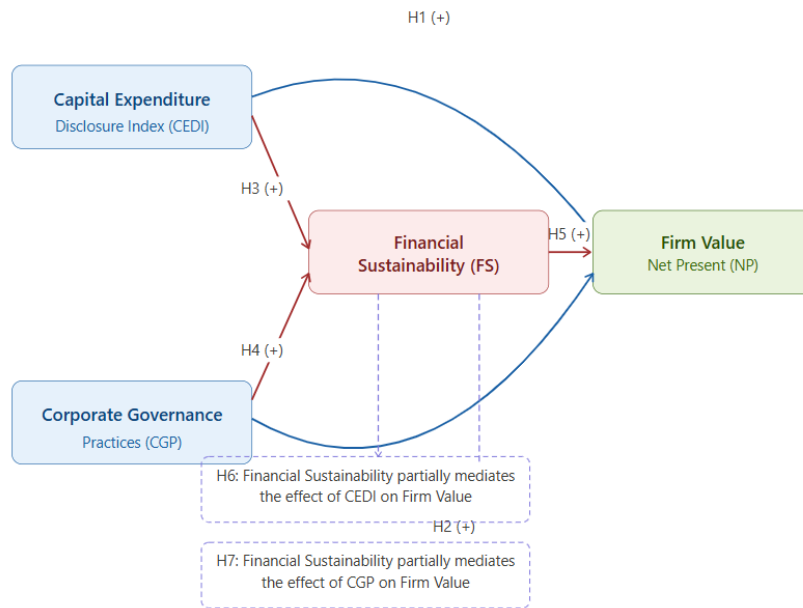 H1 (+)
Capital Expenditure
Disclosure Index (CEDI)
H3 (+)
Financial
Sustainability (FS)
H5 (+)
Firm Value
Net Present (NP)
H4 (+)
Corporate Governance
Practices (CGP)
H6: Financial Sustainability partially mediates
the effect of CEDI on Firm Value
H2 (+)
H7: Financial Sustainability partially mediates
the effect of CGP on Firm Value